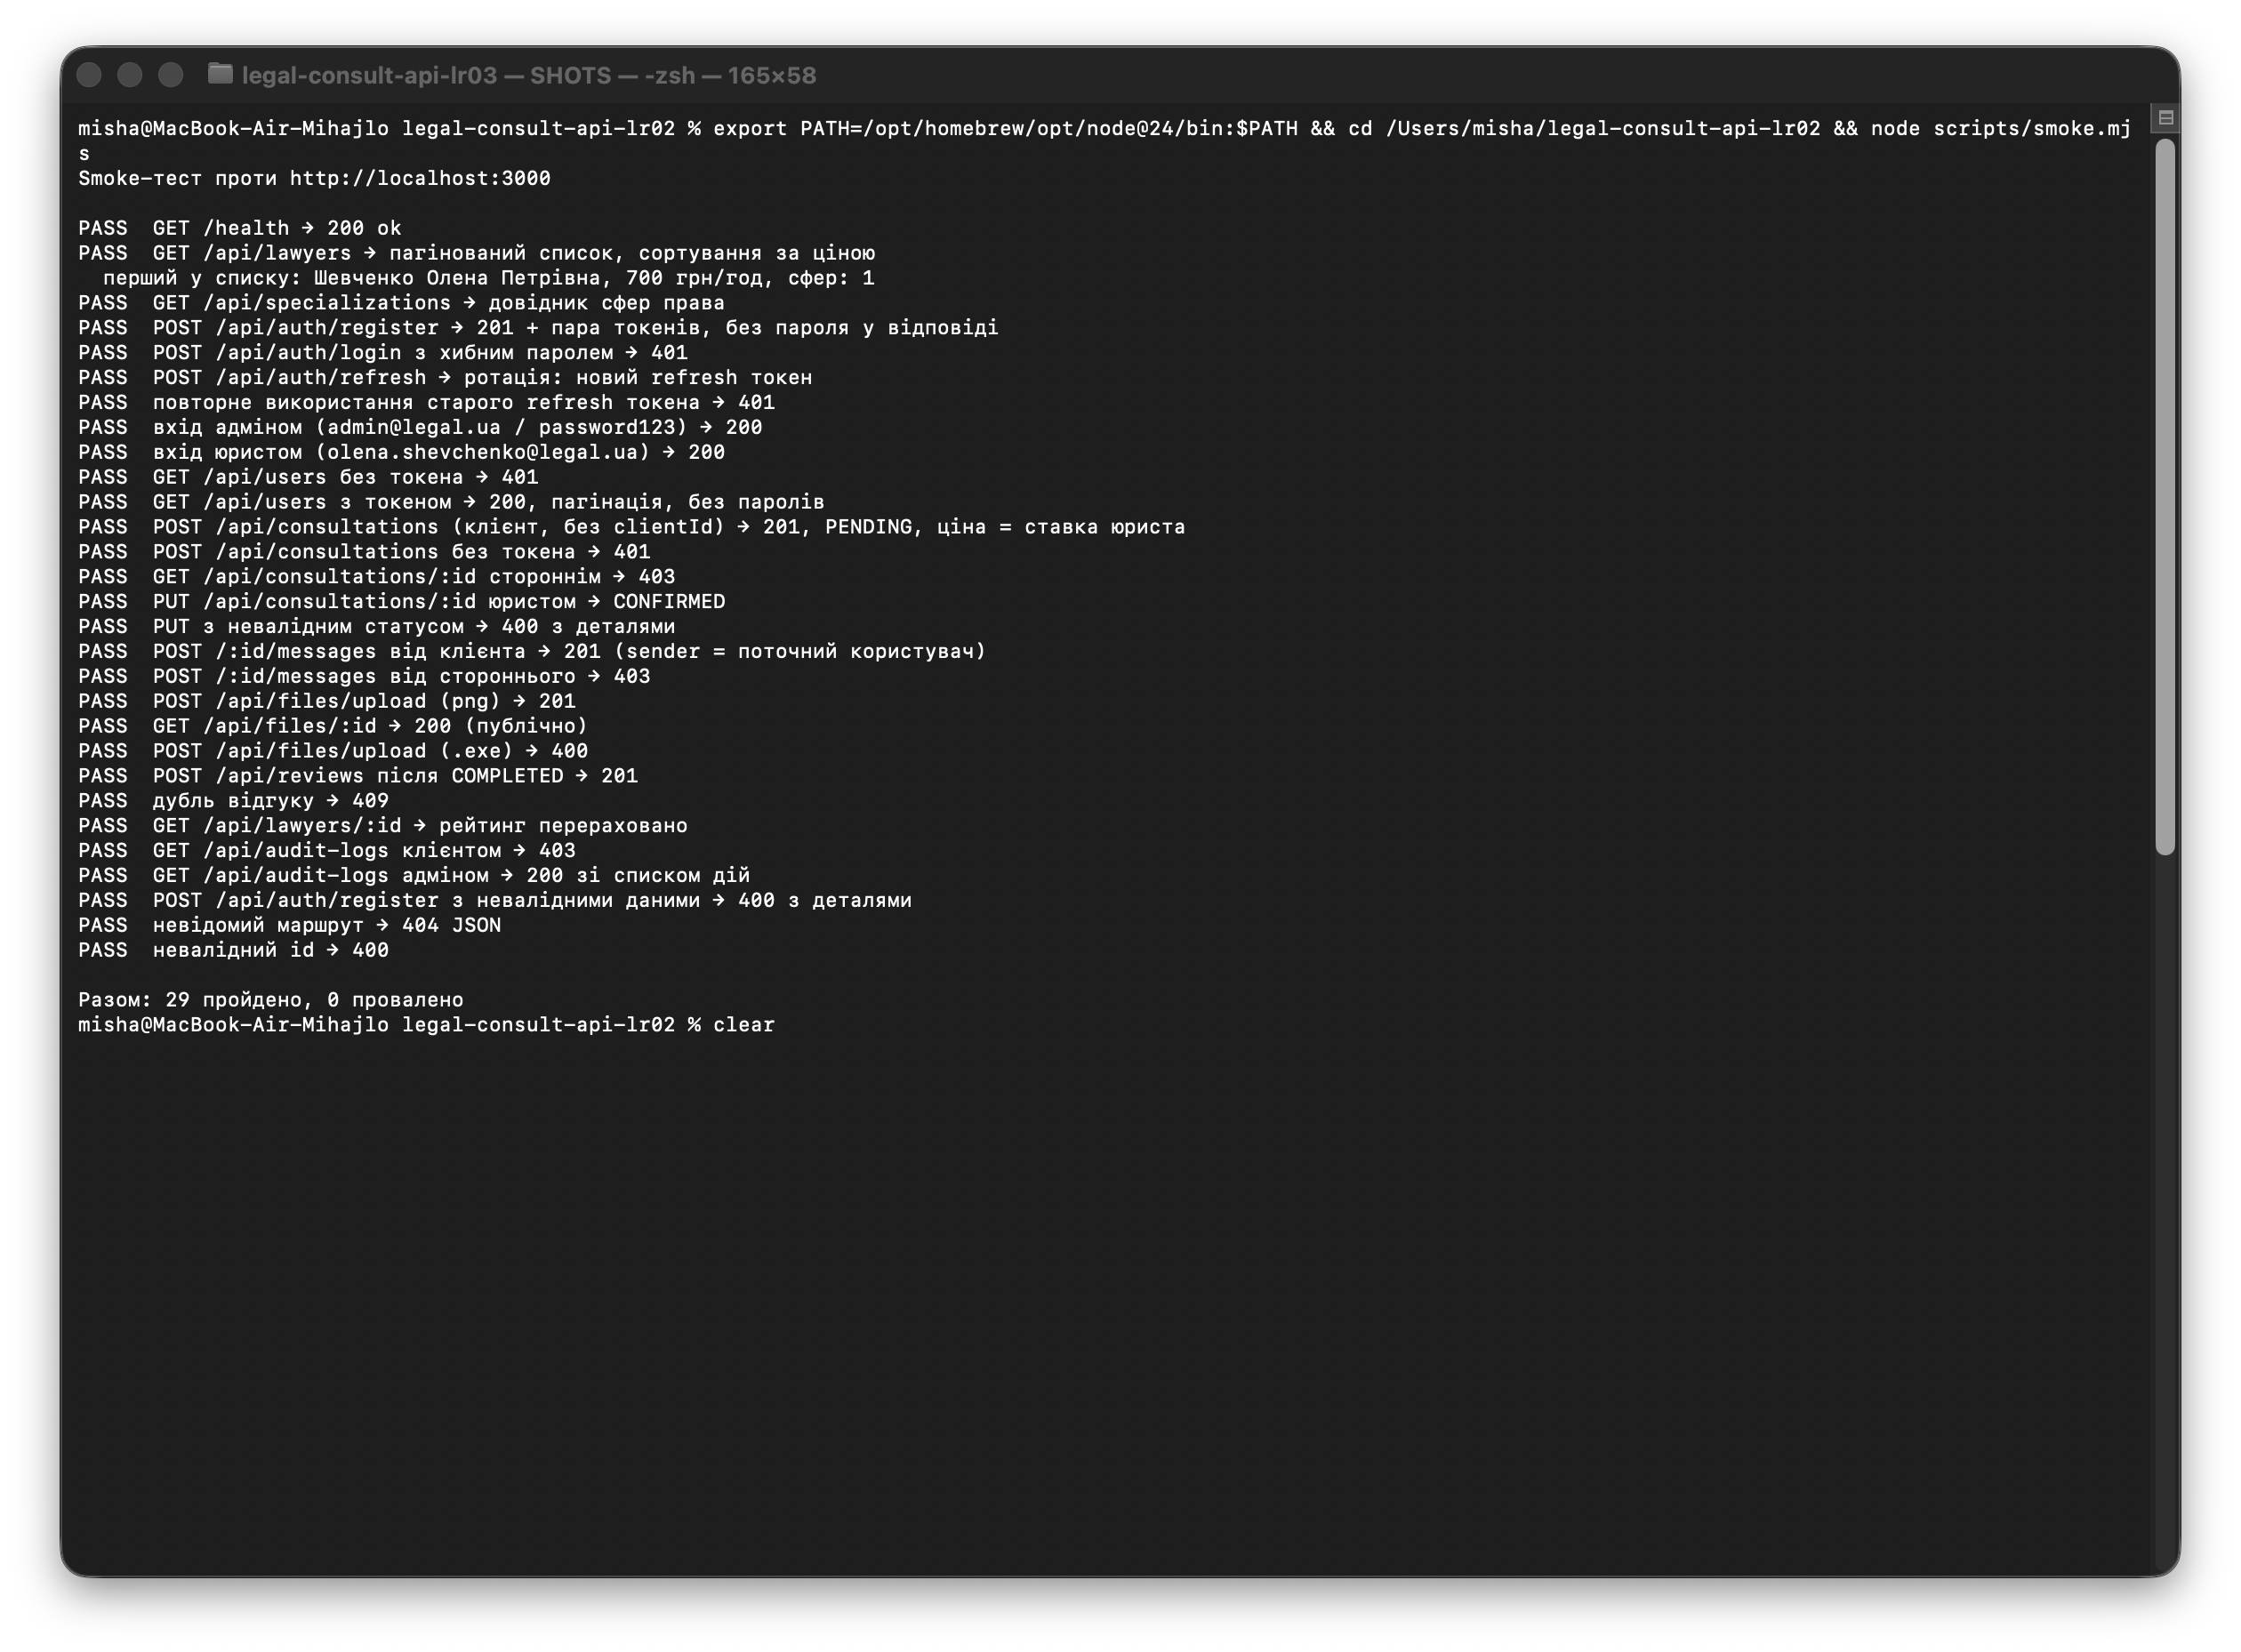 legal-consult-api-lr03 — SHOTS — -zsh — 165×58
misha@MacBook-Air-Mihajlo legal-consult-api-lr02 % export PATH=/opt/homebrew/opt/node@24/bin:$PATH && cd /Users/misha/legal-consult-api-lr02 && node scripts/smoke.mj
s
Smoke-тест проти http://localhost:3000
PASS  GET /health → 200 ok
PASS  GET /api/lawyers → пагінований список, сортування за ціною
  перший у списку: Шевченко Олена Петрівна, 700 грн/год, сфер: 1
PASS  GET /api/specializations → довідник сфер права
PASS  POST /api/auth/register → 201 + пара токенів, без пароля у відповіді
PASS  POST /api/auth/login з хибним паролем → 401
PASS  POST /api/auth/refresh → ротація: новий refresh токен
PASS  повторне використання старого refresh токена → 401
PASS  вхід адміном (admin@legal.ua / password123) → 200
PASS  вхід юристом (olena.shevchenko@legal.ua) → 200
PASS  GET /api/users без токена → 401
PASS  GET /api/users з токеном → 200, пагінація, без паролів
PASS  POST /api/consultations (клієнт, без clientId) → 201, PENDING, ціна = ставка юриста
PASS  POST /api/consultations без токена → 401
PASS  GET /api/consultations/:id стороннім → 403
PASS  PUT /api/consultations/:id юристом → CONFIRMED
PASS  PUT з невалідним статусом → 400 з деталями
PASS  POST /:id/messages від клієнта → 201 (sender = поточний користувач)
PASS  POST /:id/messages від стороннього → 403
PASS  POST /api/files/upload (png) → 201
PASS  GET /api/files/:id → 200 (публічно)
PASS  POST /api/files/upload (.exe) → 400
PASS  POST /api/reviews після COMPLETED → 201
PASS  дубль відгуку → 409
PASS  GET /api/lawyers/:id → рейтинг перераховано
PASS  GET /api/audit-logs клієнтом → 403
PASS  GET /api/audit-logs адміном → 200 зі списком дій
PASS  POST /api/auth/register з невалідними даними → 400 з деталями
PASS  невідомий маршрут → 404 JSON
PASS  невалідний id → 400
Разом: 29 пройдено, 0 провалено
misha@MacBook-Air-Mihajlo legal-consult-api-lr02 % clear